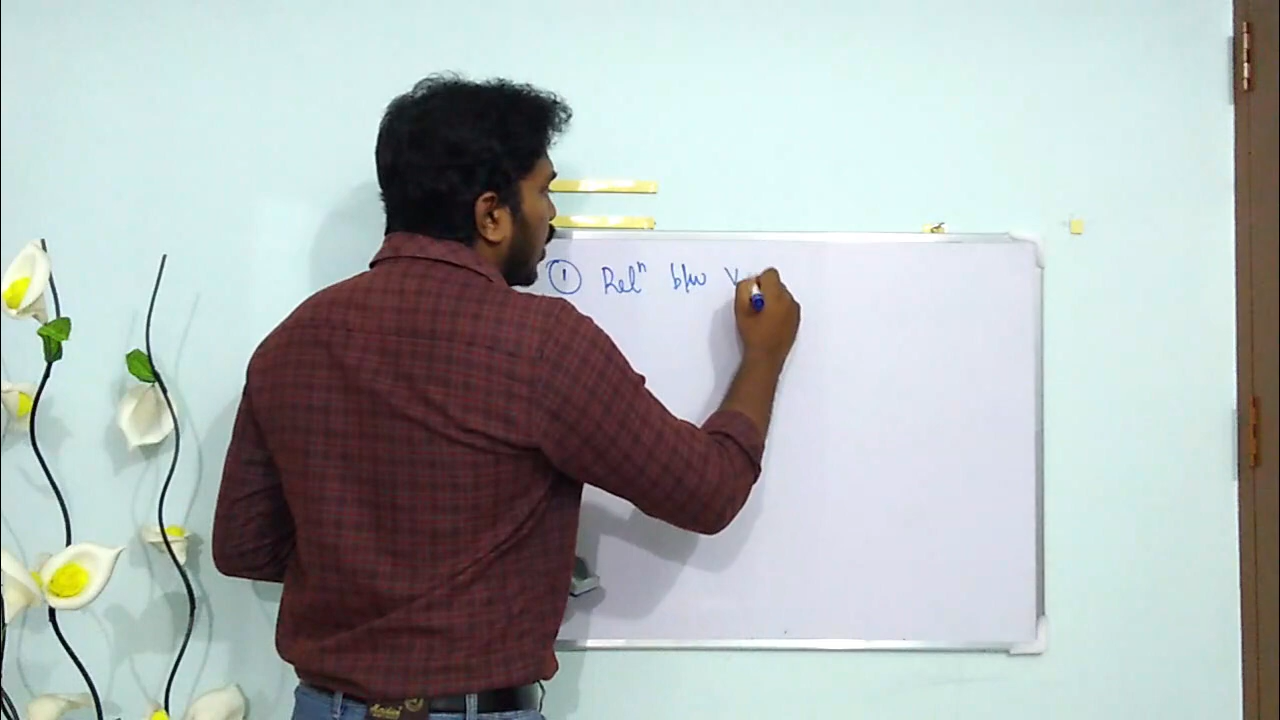 ① Relⁿ b/w